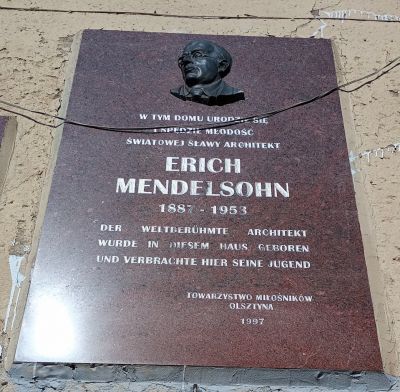 W TYM DOMU URODZIŁ SIĘ
I SPĘDZIŁ MŁODOŚĆ
ŚWIATOWEJ SŁAWY ARCHITEKT
ERICH
MENDELSOHN
1887 - 1953
DER WELTBERÜHMTE ARCHITEKT
WURDE IN DIESEM HAUS GEBOREN
UND VERBRACHTE HIER SEINE JUGEND
TOWARZYSTWO MIŁOŚNIKÓW
OLSZTYNA
1997